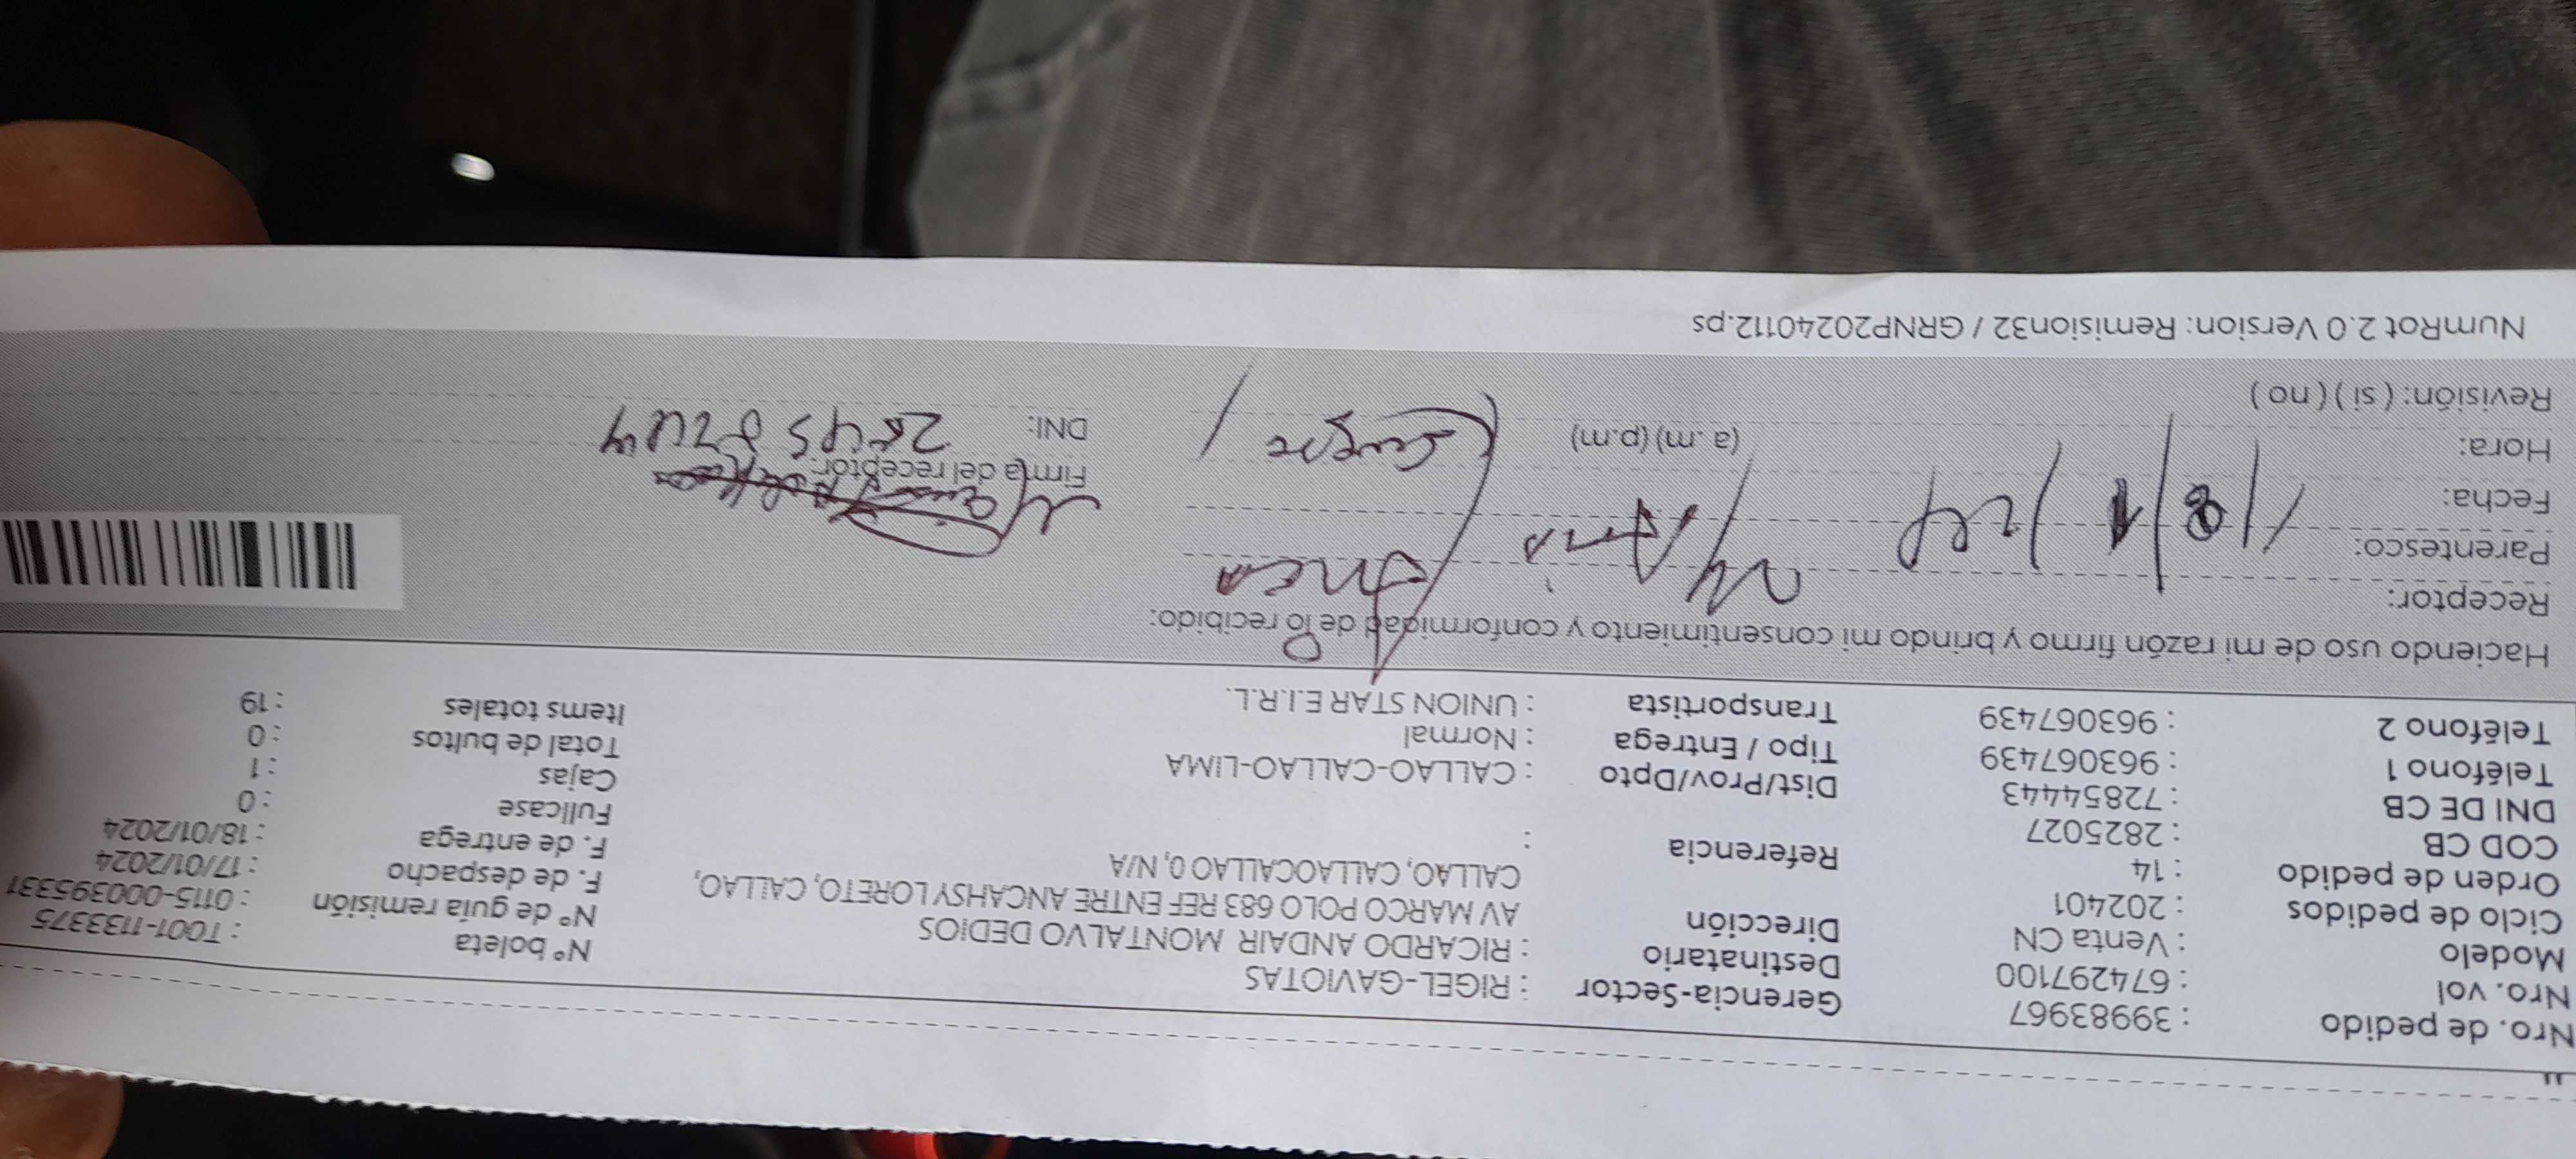 Nro. de pedido : 39983967 Gerencia-Sector : RIGEL-GAVIOTAS N° boleta : T001-1133375
Nro. vol : 674297100 Destinatario : RICARDO ANDAIR MONTALVO DEDIOS N° de guía remisión : 0115-000395331
Modelo : Venta CN Dirección AV MARCO POLO 683 REF ENTRE ANCAHSH Y LORETO, CALLAO, F. de despacho : 17/01/2024
Ciclo de pedidos : 202401 CALLAO, CALLAOCALLAO 0, N/A F. de entrega : 18/01/2024
Orden de pedido : 14 Referencia : Fullcase : 0
COD CB : 2825027 Cajas : 1
DNI DE CB : 72854443 Dist/Prov/Dpto : CALLAO-CALLAO-LIMA Total de bultos : 0
Teléfono 1 : 963067439 Tipo / Entrega : Normal Items totales : 19
Teléfono 2 : 963067439 Transportista : UNION STAR E.I.R.L.
Haciendo uso de mi razón firmo y brindo mi consentimiento y conformidad de lo recibido:
Receptor:
Parentesco:
Fecha: 18/1/24
Hora: (a.m) (p.m) Firma del receptor:
Revisión: ( si ) ( no ) DNI:
NumRot 2.0 Version: Remision32 / GRNP20240112.ps